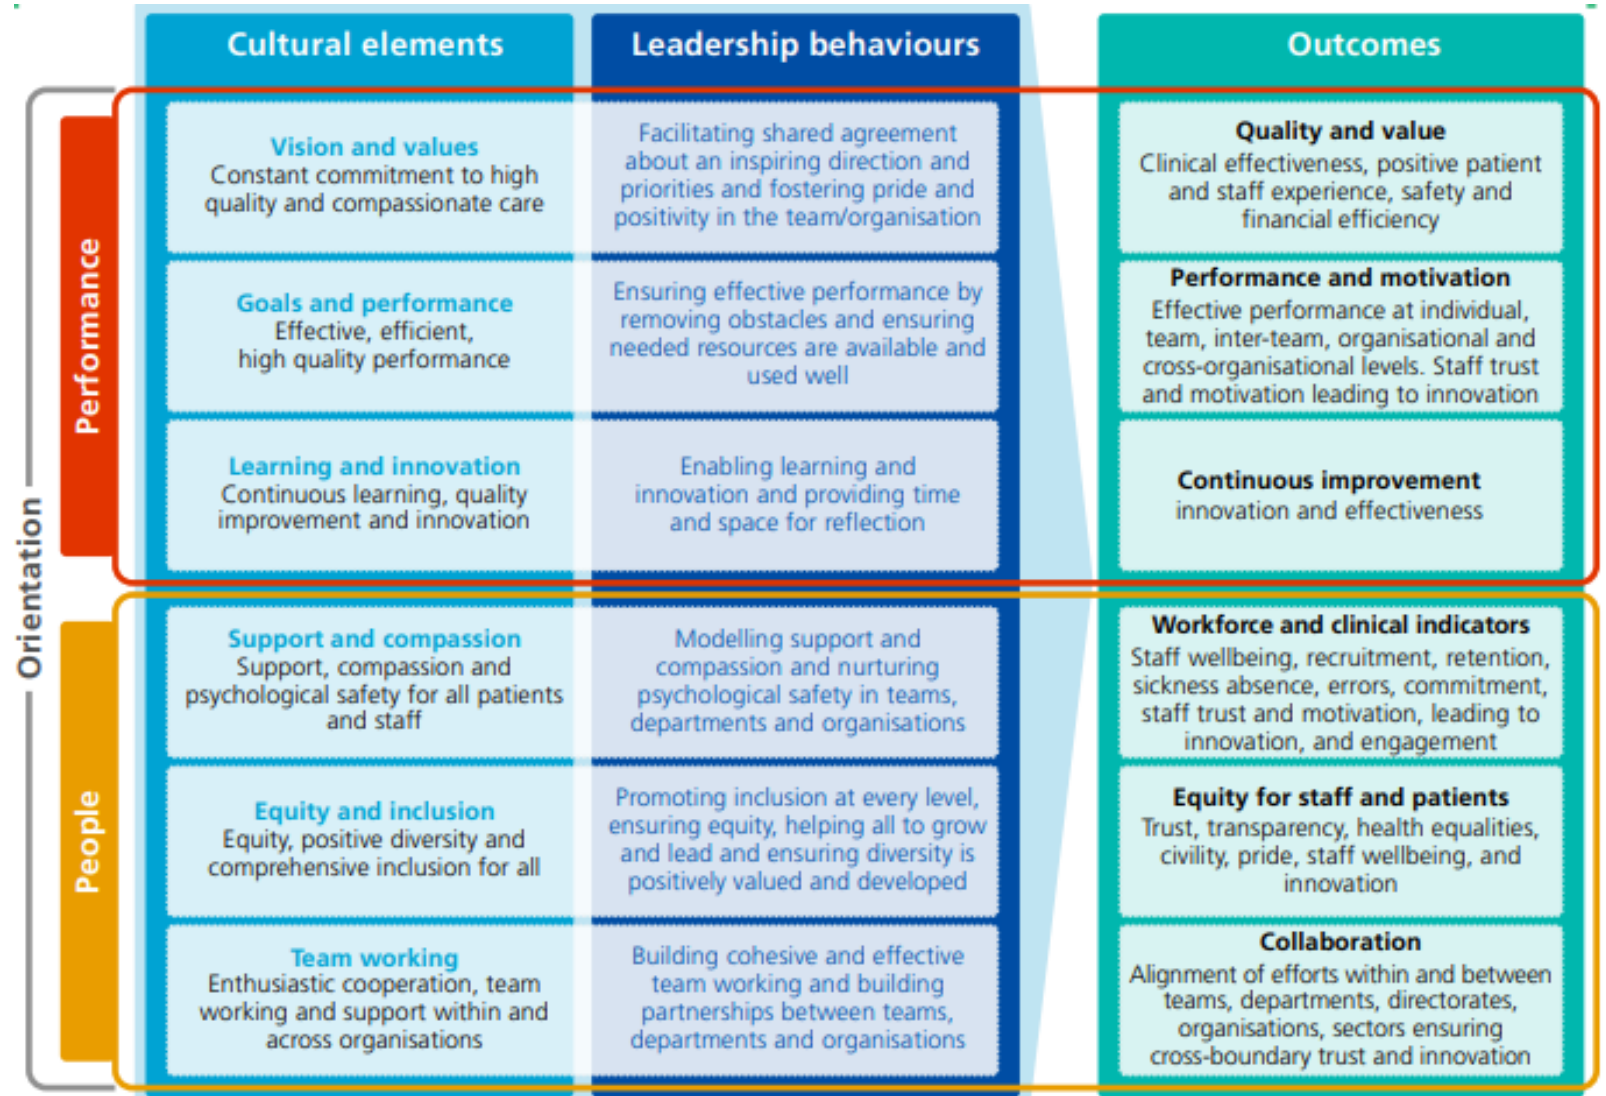 Cultural elements
Leadership behaviours
Outcomes
Orientation
Performance
Vision and values
Constant commitment to high
quality and compassionate care
Facilitating shared agreement
about an inspiring direction and
priorities and fostering pride and
positivity in the team/organisation
Quality and value
Clinical effectiveness, positive patient
and staff experience, safety and
financial efficiency
Goals and performance
Effective, efficient,
high quality performance
Ensuring effective performance by
removing obstacles and ensuring
needed resources are available and
used well
Performance and motivation
Effective performance at individual,
team, inter-team, organisational and
cross-organisational levels. Staff trust
and motivation leading to innovation
Learning and innovation
Continuous learning, quality
improvement and innovation
Enabling learning and
innovation and providing time
and space for reflection
Continuous improvement
innovation and effectiveness
People
Support and compassion
Support, compassion and
psychological safety for all patients
and staff
Modelling support and
compassion and nurturing
psychological safety in teams,
departments and organisations
Workforce and clinical indicators
Staff wellbeing, recruitment, retention,
sickness absence, errors, commitment,
staff trust and motivation, leading to
innovation, and engagement
Equity and inclusion
Equity, positive diversity and
comprehensive inclusion for all
Promoting inclusion at every level,
ensuring equity, helping all to grow
and lead and ensuring diversity is
positively valued and developed
Equity for staff and patients
Trust, transparency, health equalities,
civility, pride, staff wellbeing, and
innovation
Team working
Enthusiastic cooperation, team
working and support within and
across organisations
Building cohesive and effective
team working and building
partnerships between teams,
departments and organisations
Collaboration
Alignment of efforts within and between
teams, departments, directorates,
organisations, sectors ensuring
cross-boundary trust and innovation